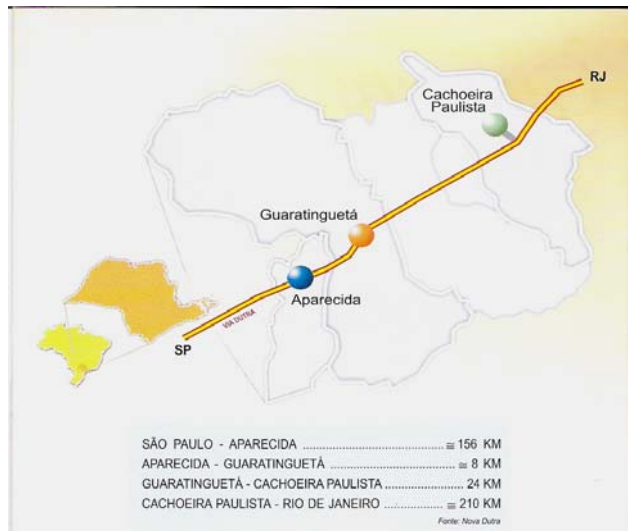 RJ
Cachoeira
Paulista
Guaratinguetá
Aparecida
VIA DUTRA
SP
SÃO PAULO - APARECIDA ................................ ≅ 156 KM
APARECIDA - GUARATINGUETÁ ............................ ≅ 8 KM
GUARATINGUETÁ - CACHOEIRA PAULISTA ................ 24 KM
CACHOEIRA PAULISTA - RIO DE JANEIRO .............. ≅ 210 KM
Fonte: Nova Dutra